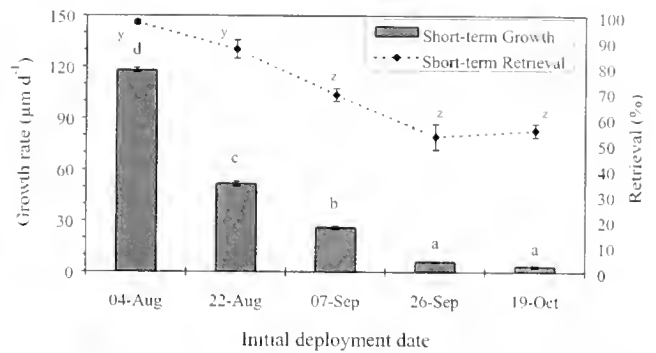 150
120
90
60
30
0
Growth rate (µm d⁻¹)
100
90
80
70
60
50
40
30
20
10
0
Retrieval (%)
Short-term Growth
Short-term Retrieval
y
y
z
z
z
d
c
b
a
a
04-Aug 22-Aug 07-Sep 26-Sep 19-Oct
Initial deployment date